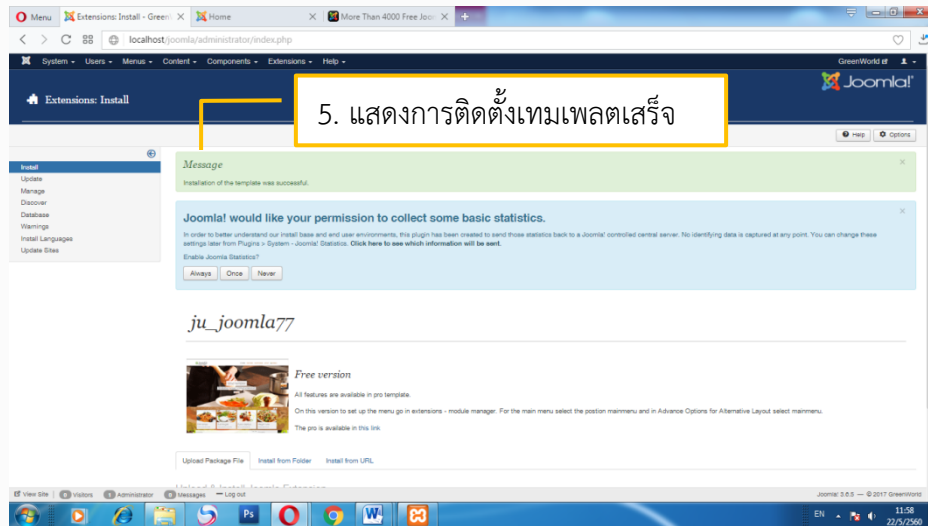 Menu
Extensions: Install - Green
Home
More Than 4000 Free Joon
localhost/joomla/administrator/index.php
System Users Menus Content Components Extensions Help
GreenWorld
Extensions: Install
Joomla!
5. แสดงการติดตั้งเทมเพลตเสร็จ
Help
Options
Install
Update
Manage
Discover
Database
Warnings
Install Languages
Update Sites
Message
Installation of the template was successful.
Joomla! would like your permission to collect some basic statistics.
In order to better understand our install base and end user environments, this plugin has been created to send those statistics back to a Joomla! controlled central server. No identifying data is captured at any point. You can change these
settings later from Plugins > System - Joomla! Statistics. Click here to see which information will be sent.
Enable Joomla Statistics?
Always Once Never
ju_joomla77
Free version
All features are available in pro template.
On this version to set up the menu go in extensions - module manager. For the main menu select the postion mainmenu and in Advance Options for Alternative Layout select mainmenu.
The pro is available in this link
Upload Package File Install from Folder Install from URL
View Site 0 Visitors Administrator 0 Messages Log out
Joomla! 3.6.3 — © 2017 GreenWorld
EN
11:58
22/5/2560